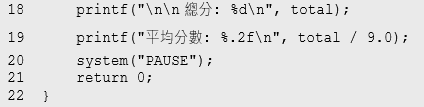 18 printf("\n\n 總分: %d\n", total);
19 printf("平均分數: %.2f\n", total / 9.0);
20 system("PAUSE");
21 return 0;
22 }